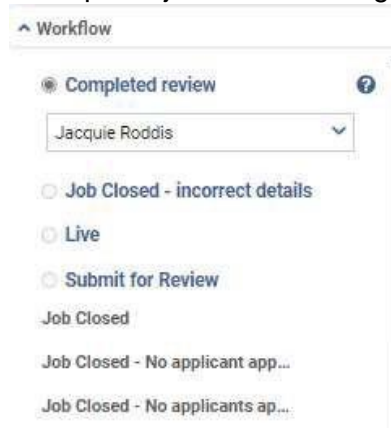 Workflow
Completed review
Jacquie Roddis
Job Closed - incorrect details
Live
Submit for Review
Job Closed
Job Closed - No applicant app...
Job Closed - No applicants ap...